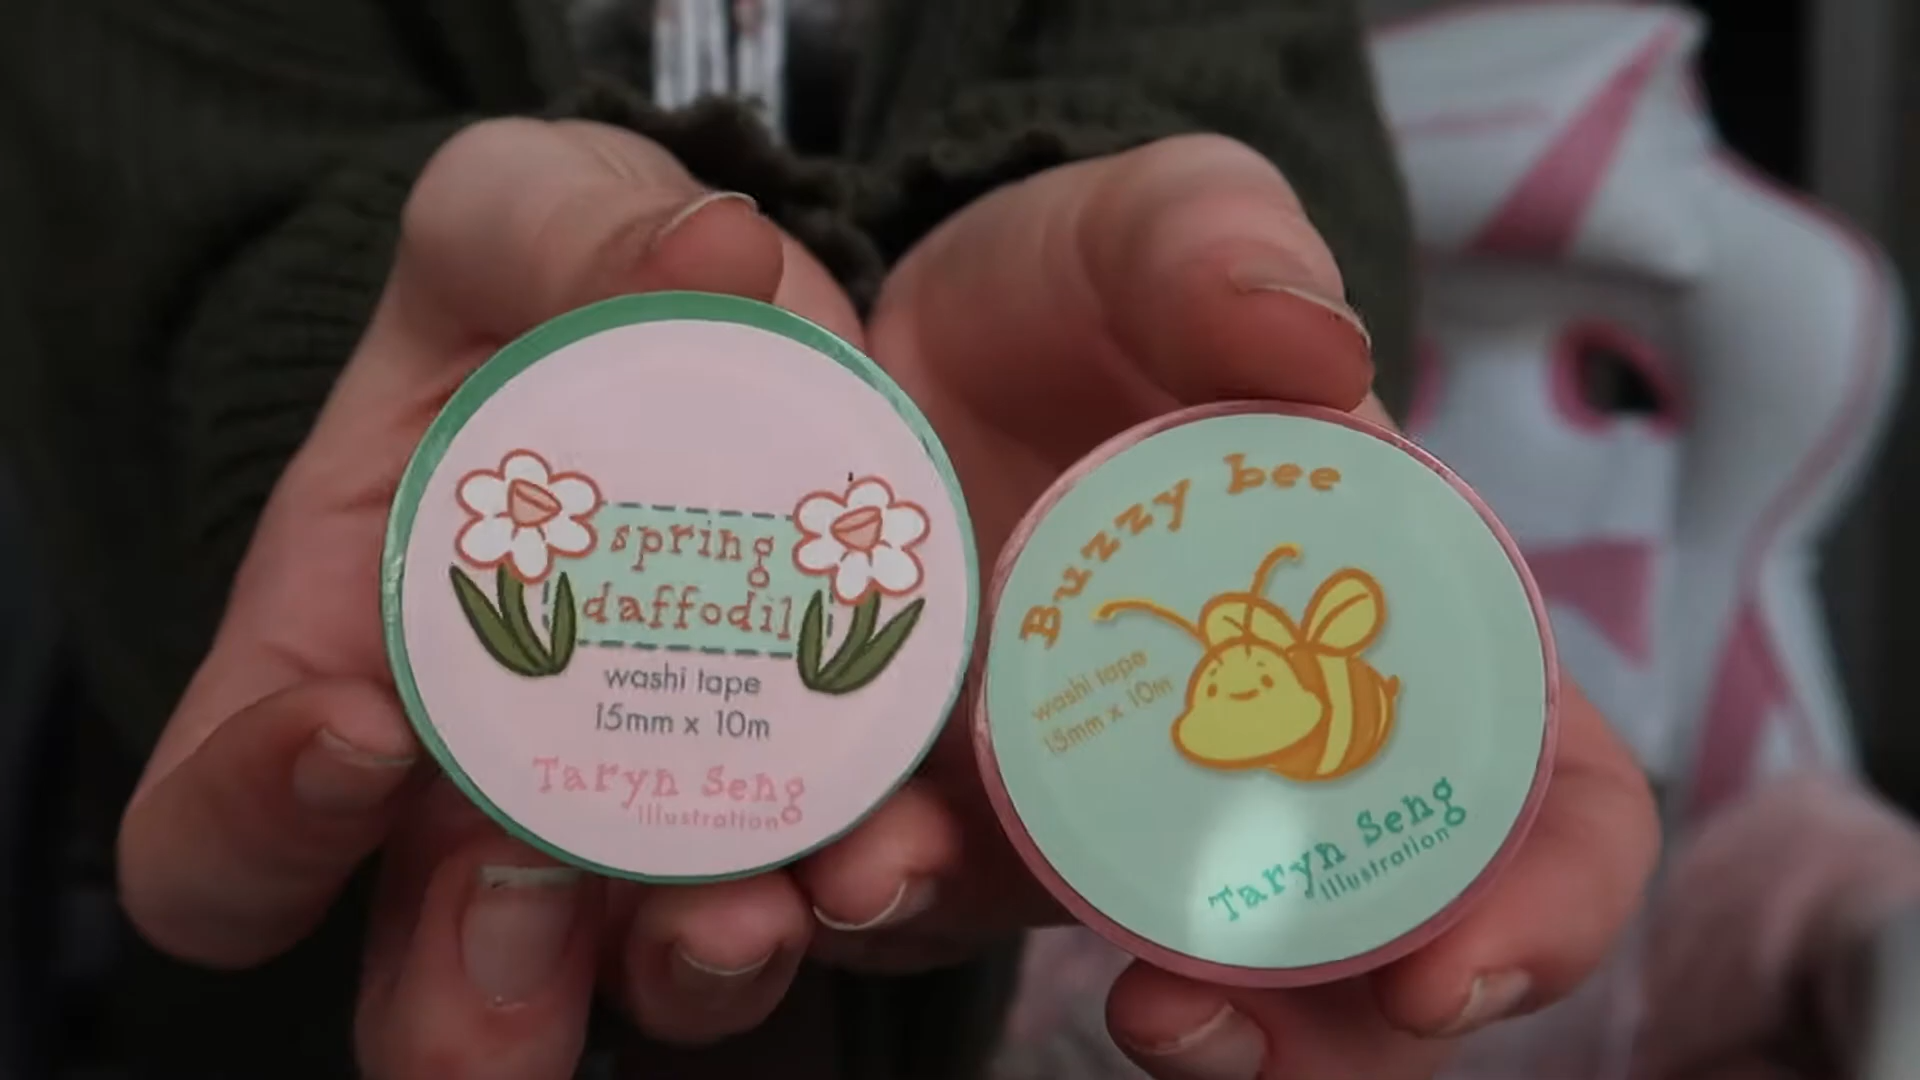 spring
daffodil
washi tape
15mm x 10m
Taryn Seng
illustration
Buzzy bee
washi tape
15mm x 10m
Taryn Seng
illustration